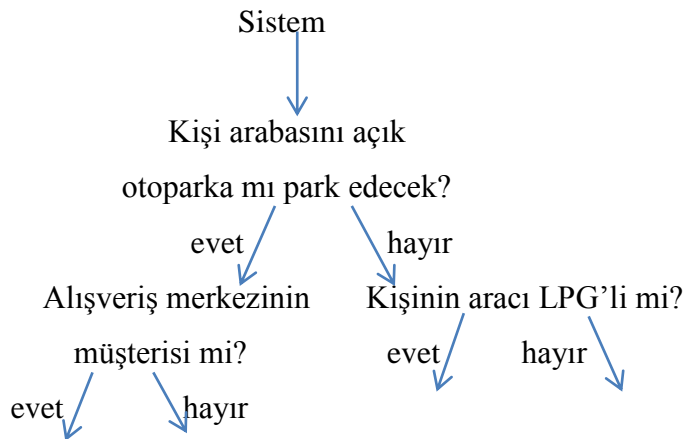 Sistem
Kişi arabasını açık
otoparka mı park edecek?
evet hayır
Alışveriş merkezinin Kişinin aracı LPG’li mi?
müşterisi mi? evet hayır
evet hayır